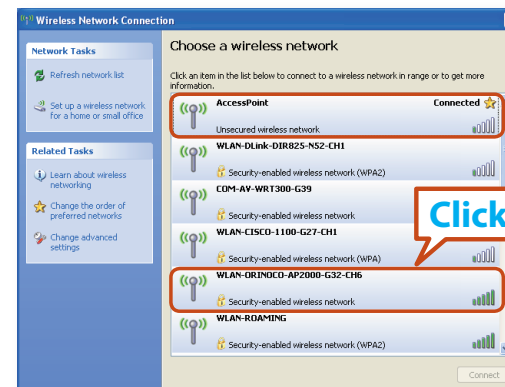 Wireless Network Connection
Network Tasks
Refresh network list
Set up a wireless network
for a home or small office
Related Tasks
Learn about wireless
networking
Change the order of
preferred networks
Change advanced
settings
Choose a wireless network
Click an item in the list below to connect to a wireless network in range or to get more
information.
AccessPoint Connected
Unsecured wireless network
WLAN-DLink-DIR825-N52-CH1
Security-enabled wireless network (WPA2)
COM-AV-WRT300-G39
Security-enabled wireless network
Click
WLAN-CISCO-1100-G27-CH1
Security-enabled wireless network (WPA)
WLAN-ORINOCO-AP2000-G32-CH6
Security-enabled wireless network
WLAN-ROAMING
Security-enabled wireless network (WPA2)
Connect